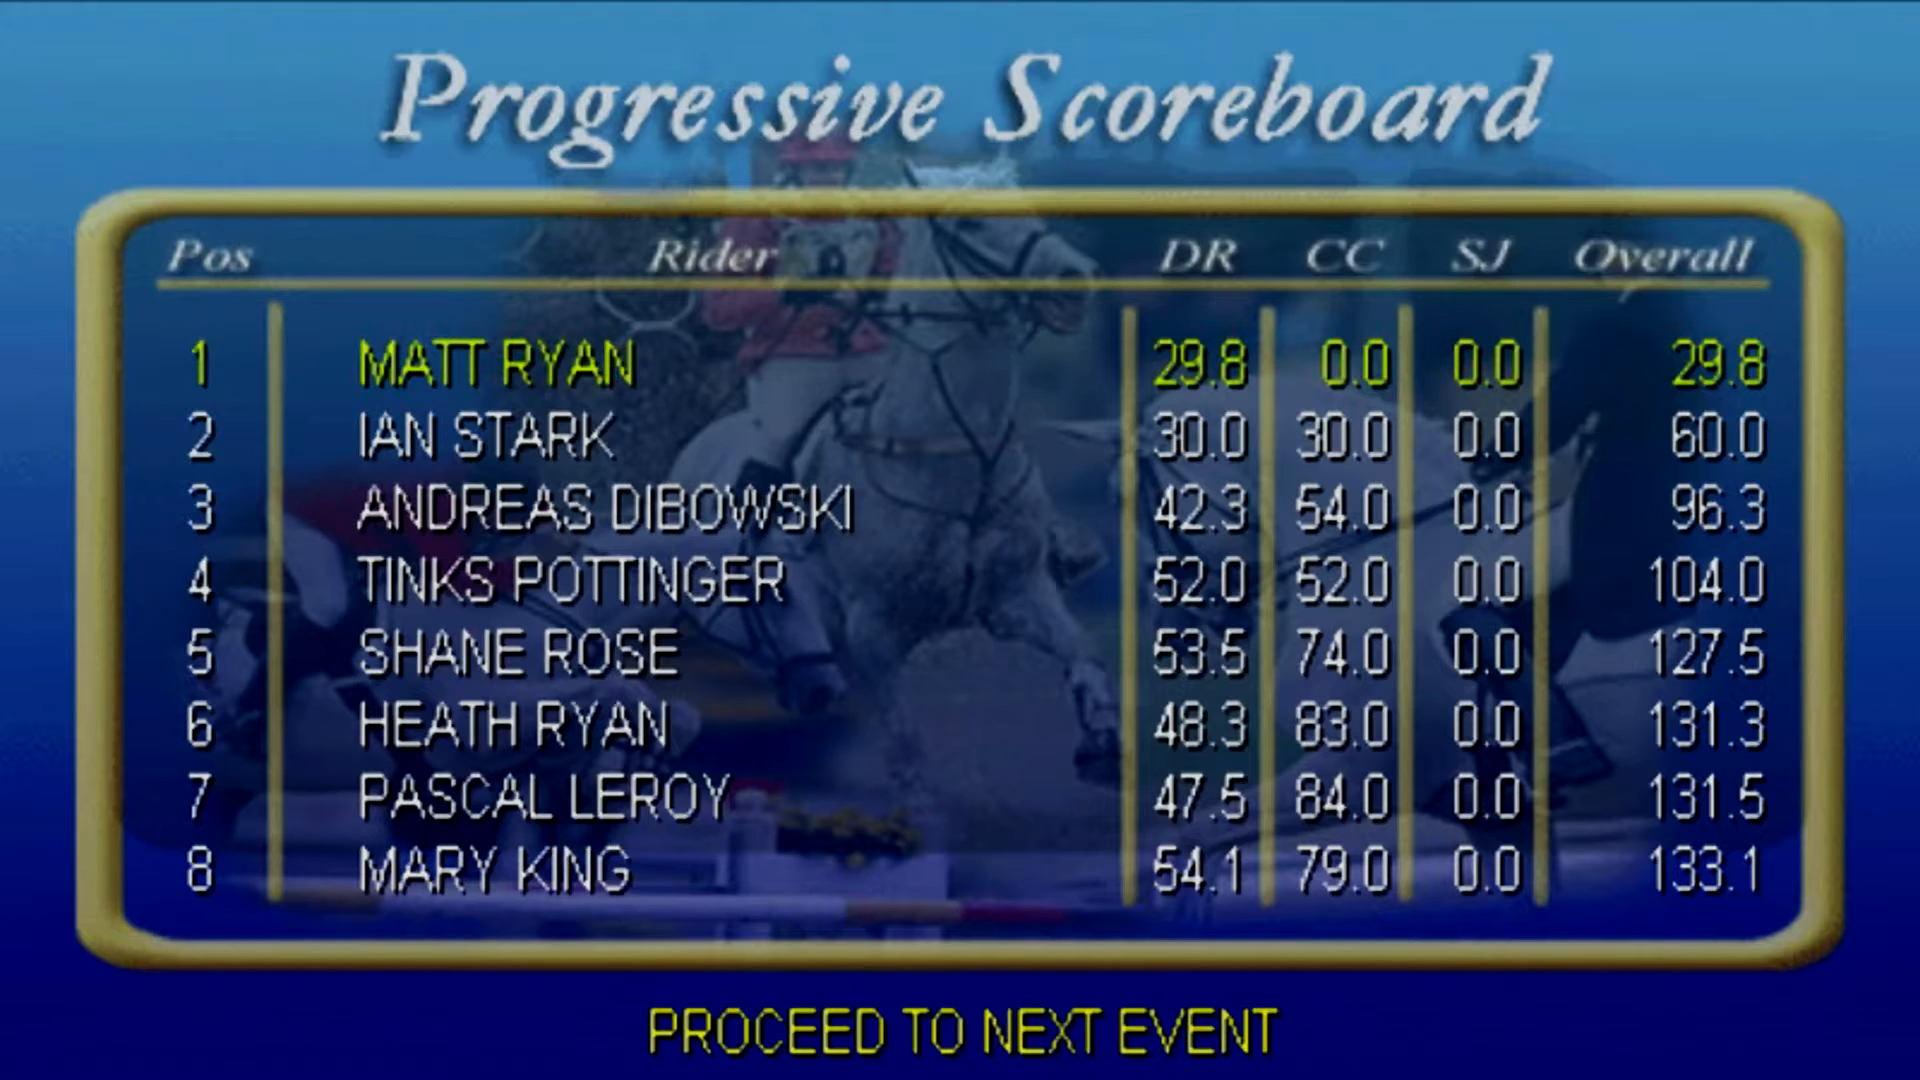 Progressive Scoreboard
Pos Rider DR CC SJ Overall
1 MATT RYAN 29.8 0.0 0.0 29.8
2 IAN STARK 30.0 30.0 0.0 60.0
3 ANDREAS DIBOWSKI 42.3 54.0 0.0 96.3
4 TINKS POTTINGER 52.0 52.0 0.0 104.0
5 SHANE ROSE 53.5 74.0 0.0 127.5
6 HEATH RYAN 48.3 83.0 0.0 131.3
7 PASCAL LEROY 47.5 84.0 0.0 131.5
8 MARY KING 54.1 79.0 0.0 133.1
PROCEED TO NEXT EVENT